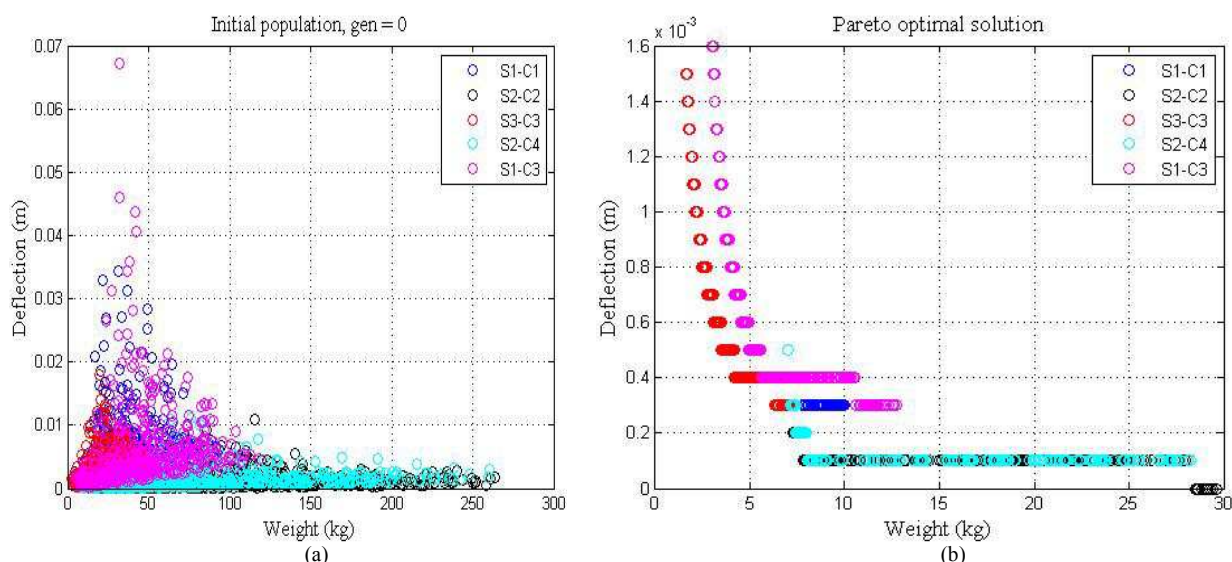 Initial population, gen = 0
0.07
0.06
0.05
0.04
0.03
0.02
0.01
0
Deflection (m)
S1-C1
S2-C2
S3-C3
S2-C4
S1-C3
0 50 100 150 200 250 300
Weight (kg)
(a)
Pareto optimal solution
x 10⁻³
1.6
1.4
1.2
1
0.8
0.6
0.4
0.2
0
Deflection (m)
S1-C1
S2-C2
S3-C3
S2-C4
S1-C3
0 5 10 15 20 25 30
Weight (kg)
(b)